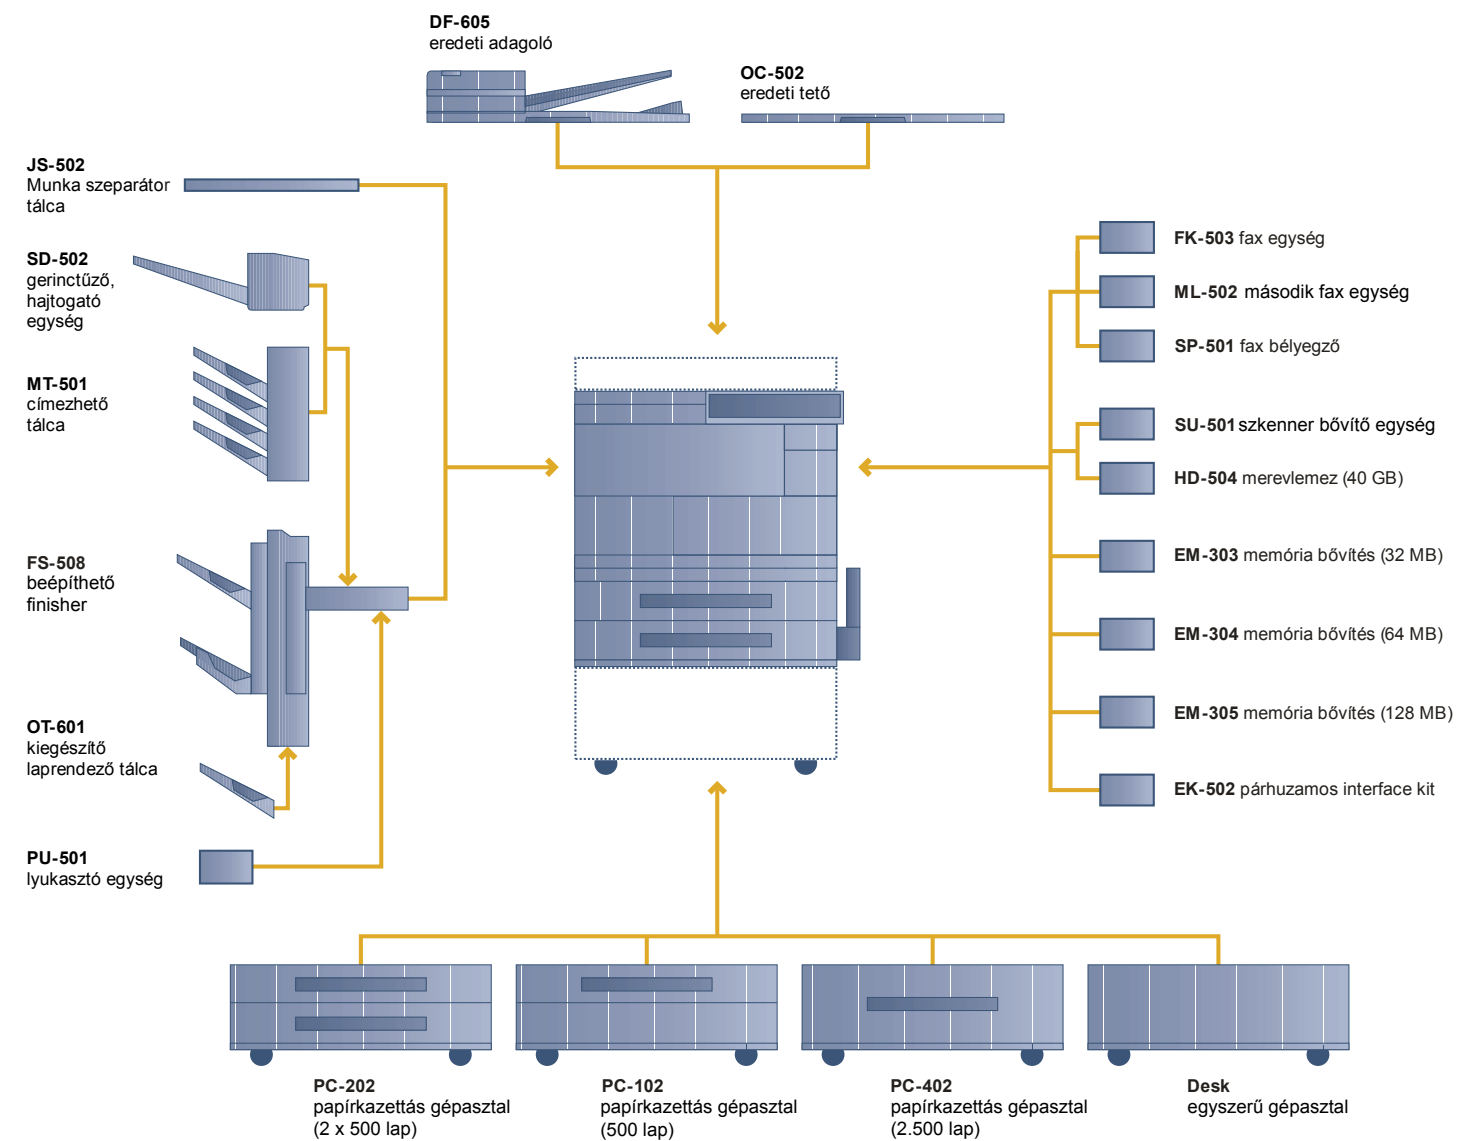 DF-605
eredeti adagoló
OC-502
eredeti tető
JS-502
Munka szeparátor
tálca
SD-502
gerinctűző,
hajtogató
egység
MT-501
címezhető
tálca
FS-508
beépíthető
finisher
OT-601
kiegészítő
laprendező tálca
PU-501
lyukasztó egység
FK-503 fax egység
ML-502 második fax egység
SP-501 fax bélyegző
SU-501 szkenner bővítő egység
HD-504 merevlemez (40 GB)
EM-303 memória bővítés (32 MB)
EM-304 memória bővítés (64 MB)
EM-305 memória bővítés (128 MB)
EK-502 párhuzamos interface kit
PC-202
papírkazettás gépasztal
(2 x 500 lap)
PC-102
papírkazettás gépasztal
(500 lap)
PC-402
papírkazettás gépasztal
(2.500 lap)
Desk
egyszerű gépasztal